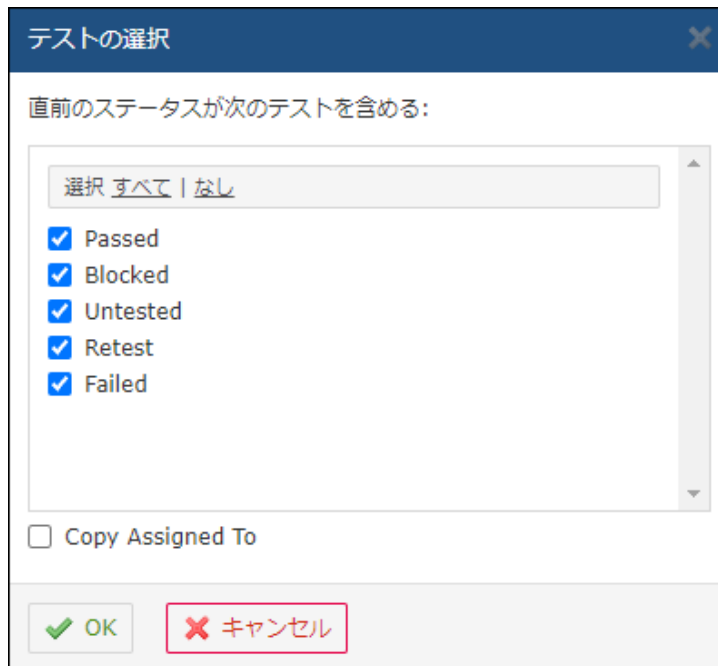 テストの選択
直前のステータスが次のテストを含める:
選択 すべて | なし
Passed
Blocked
Untested
Retest
Failed
Copy Assigned To
OK キャンセル